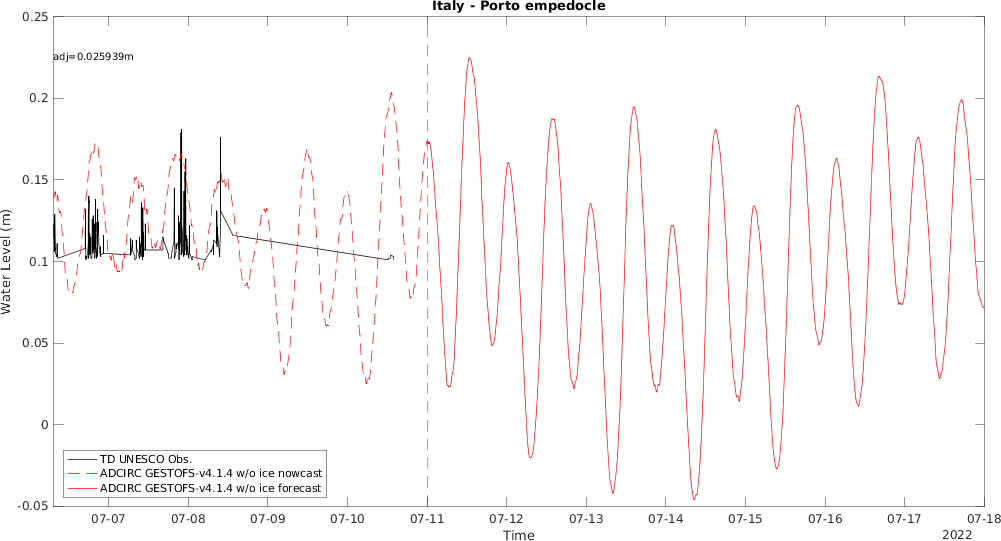 Italy - Porto empedocle
adj=0.025939m
0.25
0.2
0.15
0.1
0.05
0
-0.05
Water Level (m)
TD UNESCO Obs.
ADCIRC GESTOFS-v4.1.4 w/o ice nowcast
ADCIRC GESTOFS-v4.1.4 w/o ice forecast
07-07 07-08 07-09 07-10 07-11 07-12 07-13 07-14 07-15 07-16 07-17 07-18
Time
2022